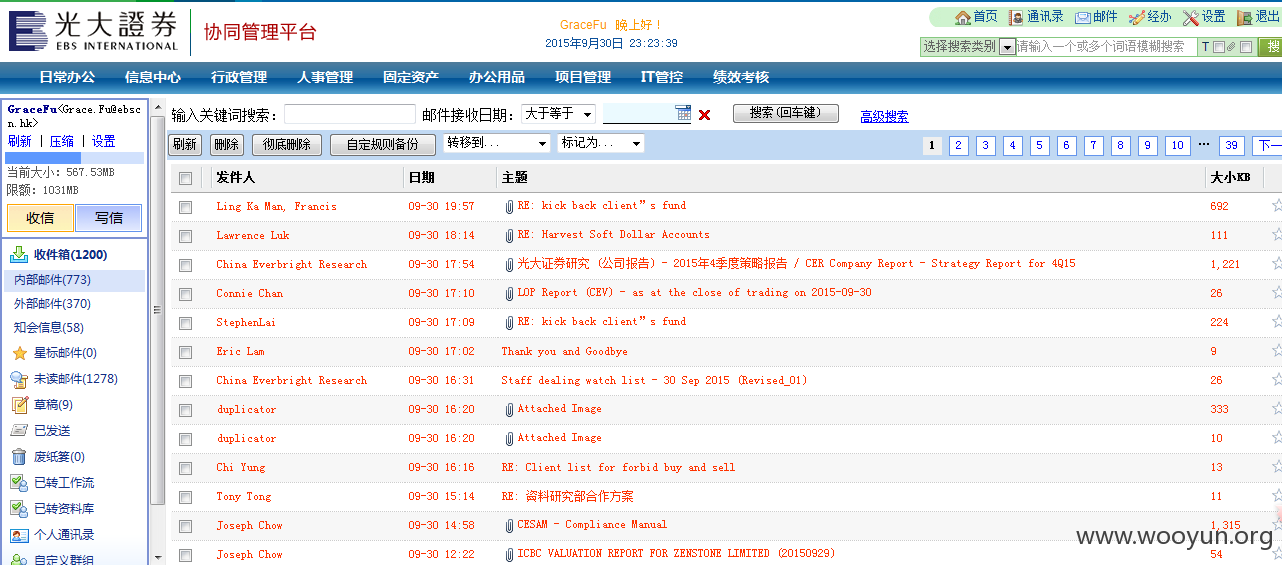 光大證券
EBS INTERNATIONAL
协同管理平台
GraceFu 晚上好！
2015年9月30日 23:23:39
首页 通讯录 邮件 经办 设置 退出
选择搜索类别 请输入一个或多个词语模糊搜索 T 搜
日常办公 信息中心 行政管理 人事管理 固定资产 办公用品 项目管理 IT管控 绩效考核
GraceFu<Grace.Fu@ebsc
n.hk>
刷新 | 压缩 | 设置
当前大小: 567.53MB
限额: 1031MB
收信 写信
收件箱(1200)
内部邮件(773)
外部邮件(370)
知会信息(58)
星标邮件(0)
未读邮件(1278)
草稿(9)
已发送
废纸篓(0)
已转工作流
已转资料库
个人通讯录
自定义群组
输入关键词搜索: 邮件接收日期: 大于等于 搜索(回车键) 高级搜索
刷新 删除 彻底删除 自定规则备份 转移到... 标记为... 1 2 3 4 5 6 7 8 9 10 ... 39 下一
发件人 日期 主题 大小KB
Ling Ka Man, Francis 09-30 19:57 RE: kick back client"s fund 692
Lawrence Luk 09-30 18:14 RE: Harvest Soft Dollar Accounts 111
China Everbright Research 09-30 17:54 光大证券研究 (公司报告) - 2015年4季度策略报告 / CER Company Report - Strategy Report for 4Q15 1,221
Connie Chan 09-30 17:10 LOP Report (CEV) - as at the close of trading on 2015-09-30 26
StephenLai 09-30 17:09 RE: kick back client"s fund 224
Eric Lam 09-30 17:02 Thank you and Goodbye 9
China Everbright Research 09-30 16:31 Staff dealing watch list - 30 Sep 2015 (Revised_01) 26
duplicator 09-30 16:20 Attached Image 333
duplicator 09-30 16:20 Attached Image 10
Chi Yung 09-30 16:16 RE: Client list for forbid buy and sell 13
Tony Tong 09-30 15:14 RE: 资料研究部合作方案 11
Joseph Chow 09-30 14:58 CESAM - Compliance Manual 1,315
Joseph Chow 09-30 12:22 ICBC VALUATION REPORT FOR ZENSTONE LIMITED (20150929) 54
www.wooyun.org